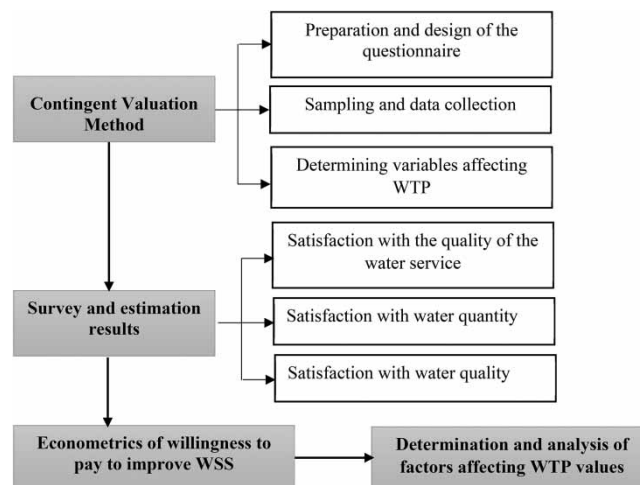 Preparation and design of the
questionnaire
Contingent Valuation
Method
Sampling and data collection
Determining variables affecting
WTP
Satisfaction with the quality of the
water service
Survey and estimation
results
Satisfaction with water quantity
Satisfaction with water quality
Econometrics of willingness to
pay to improve WSS
Determination and analysis of
factors affecting WTP values